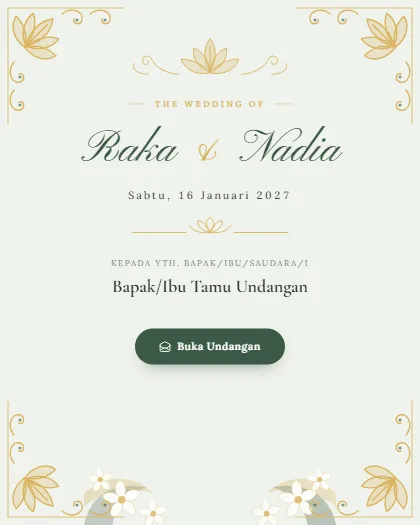 THE WEDDING OF
Raka & Nadia
Sabtu, 16 Januari 2027
KEPADA YTH. BAPAK/IBU/SAUDARA/I
Bapak/Ibu Tamu Undangan
Buka Undangan